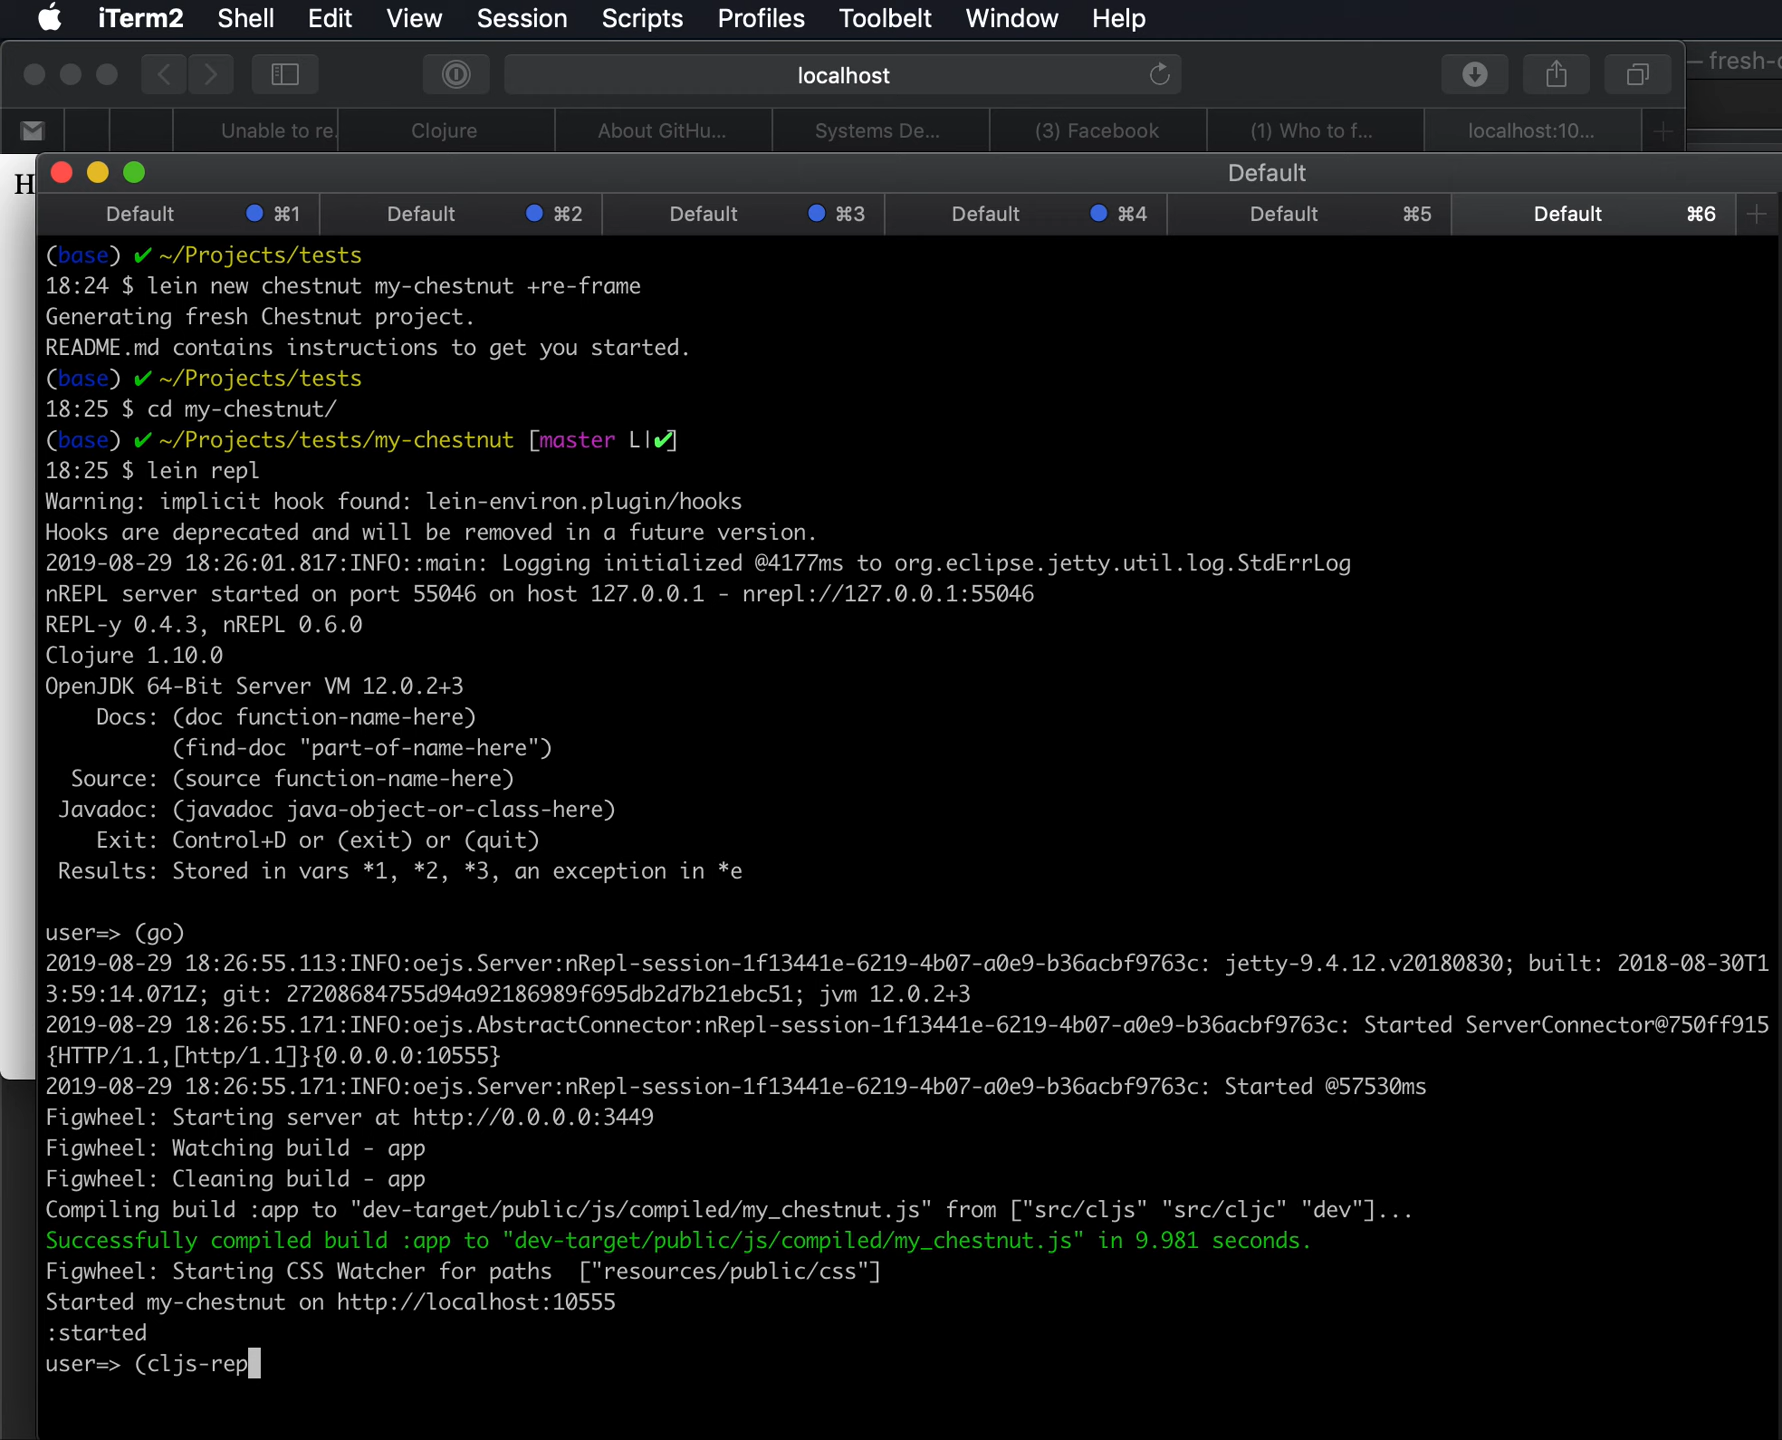 iTerm2 Shell Edit View Session Scripts Profiles Toolbelt Window Help
localhost
— fresh-
Unable to re. Clojure About GitHu... Systems De... (3) Facebook (1) Who to f... localhost:10... +
H
Default
Default ⌘1 Default ⌘2 Default ⌘3 Default ⌘4 Default ⌘5 Default ⌘6 +
(base) ✔ ~/Projects/tests
18:24 $ lein new chestnut my-chestnut +re-frame
Generating fresh Chestnut project.
README.md contains instructions to get you started.
(base) ✔ ~/Projects/tests
18:25 $ cd my-chestnut/
(base) ✔ ~/Projects/tests/my-chestnut [master L|✔]
18:25 $ lein repl
Warning: implicit hook found: lein-environ.plugin/hooks
Hooks are deprecated and will be removed in a future version.
2019-08-29 18:26:01.817:INFO::main: Logging initialized @4177ms to org.eclipse.jetty.util.log.StdErrLog
nREPL server started on port 55046 on host 127.0.0.1 - nrepl://127.0.0.1:55046
REPL-y 0.4.3, nREPL 0.6.0
Clojure 1.10.0
OpenJDK 64-Bit Server VM 12.0.2+3
Docs: (doc function-name-here)
(find-doc "part-of-name-here")
Source: (source function-name-here)
Javadoc: (javadoc java-object-or-class-here)
Exit: Control+D or (exit) or (quit)
Results: Stored in vars *1, *2, *3, an exception in *e
user=> (go)
2019-08-29 18:26:55.113:INFO:oejs.Server:nRepl-session-1f13441e-6219-4b07-a0e9-b36acbf9763c: jetty-9.4.12.v20180830; built: 2018-08-30T1
3:59:14.071Z; git: 27208684755d94a92186989f695db2d7b21ebc51; jvm 12.0.2+3
2019-08-29 18:26:55.171:INFO:oejs.AbstractConnector:nRepl-session-1f13441e-6219-4b07-a0e9-b36acbf9763c: Started ServerConnector@750ff915
{HTTP/1.1,[http/1.1]}{0.0.0.0:10555}
2019-08-29 18:26:55.171:INFO:oejs.Server:nRepl-session-1f13441e-6219-4b07-a0e9-b36acbf9763c: Started @57530ms
Figwheel: Starting server at http://0.0.0.0:3449
Figwheel: Watching build - app
Figwheel: Cleaning build - app
Compiling build :app to "dev-target/public/js/compiled/my_chestnut.js" from ["src/cljs" "src/cljc" "dev"]...
Successfully compiled build :app to "dev-target/public/js/compiled/my_chestnut.js" in 9.981 seconds.
Figwheel: Starting CSS Watcher for paths  ["resources/public/css"]
Started my-chestnut on http://localhost:10555
:started
user=> (cljs-rep